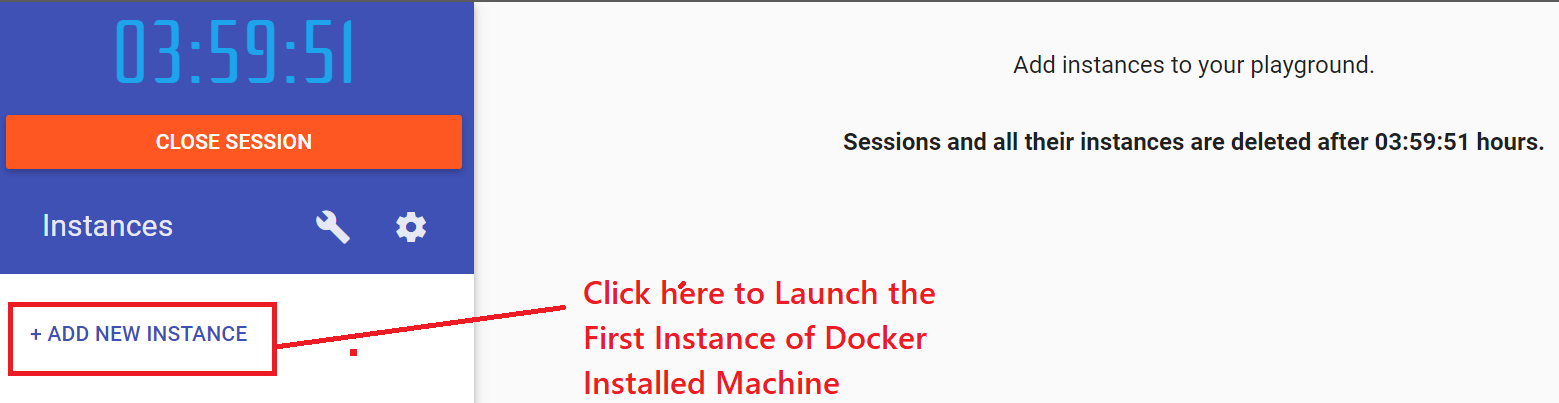 03:59:51
CLOSE SESSION
Instances
+ ADD NEW INSTANCE
Add instances to your playground.
Sessions and all their instances are deleted after 03:59:51 hours.
Click here to Launch the
First Instance of Docker
Installed Machine